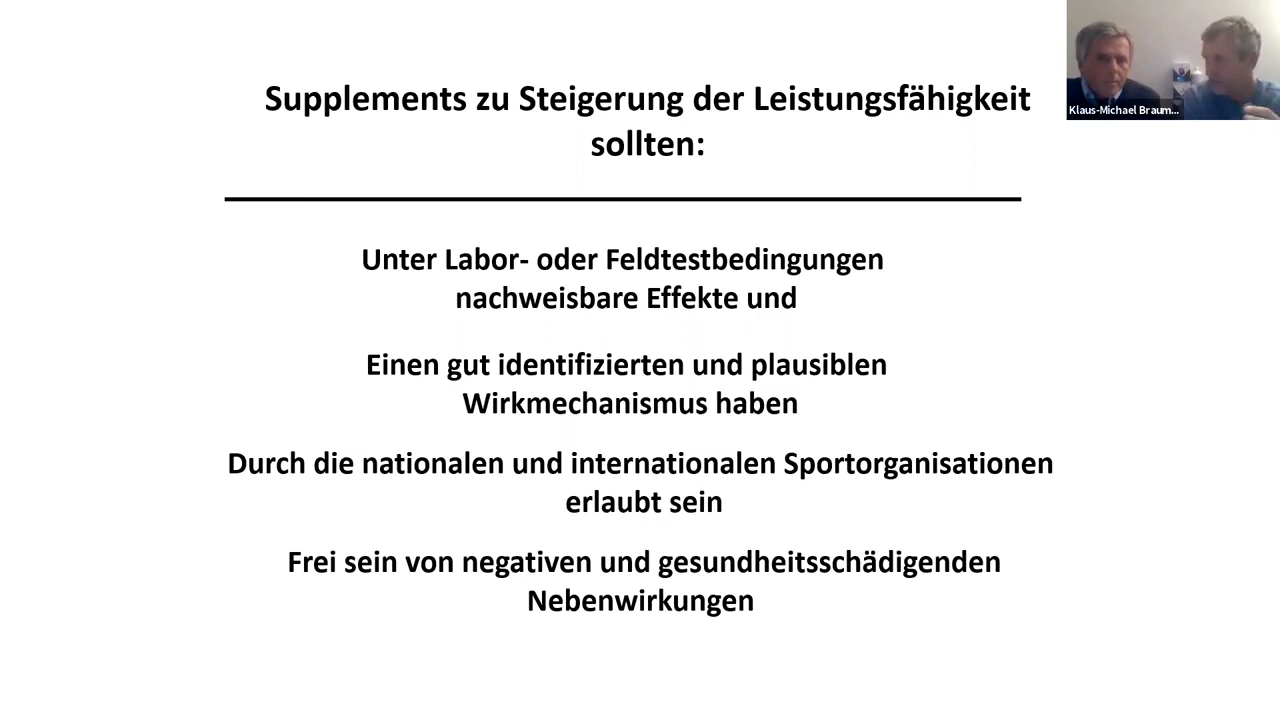 Supplements zu Steigerung der Leistungsfähigkeit
sollten:
Klaus-Michael Braum...
Unter Labor- oder Feldtestbedingungen
nachweisbare Effekte und
Einen gut identifizierten und plausiblen
Wirkmechanismus haben
Durch die nationalen und internationalen Sportorganisationen
erlaubt sein
Frei sein von negativen und gesundheitsschädigenden
Nebenwirkungen